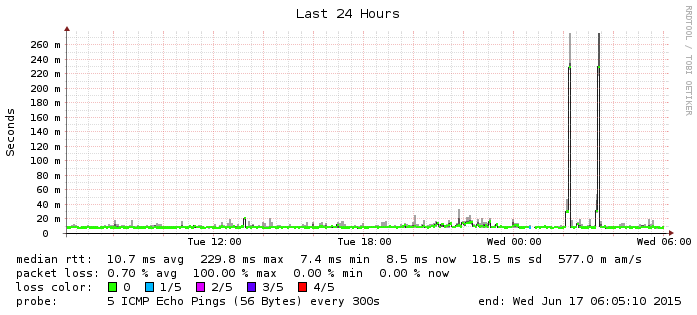 Last 24 Hours
RRDTOOL / TOBI OETIKER
Seconds
260 m
240 m
220 m
200 m
180 m
160 m
140 m
120 m
100 m
80 m
60 m
40 m
20 m
0
Tue 12:00 Tue 18:00 Wed 00:00 Wed 06:00
median rtt: 10.7 ms avg 229.8 ms max 7.4 ms min 8.5 ms now 18.5 ms sd 577.0 m am/s
packet loss: 0.70 % avg 100.00 % max 0.00 % min 0.00 % now
loss color: 0 1/5 2/5 3/5 4/5
probe: 5 ICMP Echo Pings (56 Bytes) every 300s end: Wed Jun 17 06:05:10 2015